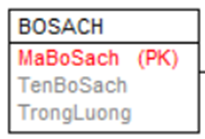 BOSACH
MaBoSach (PK)
TenBoSach
TrongLuong